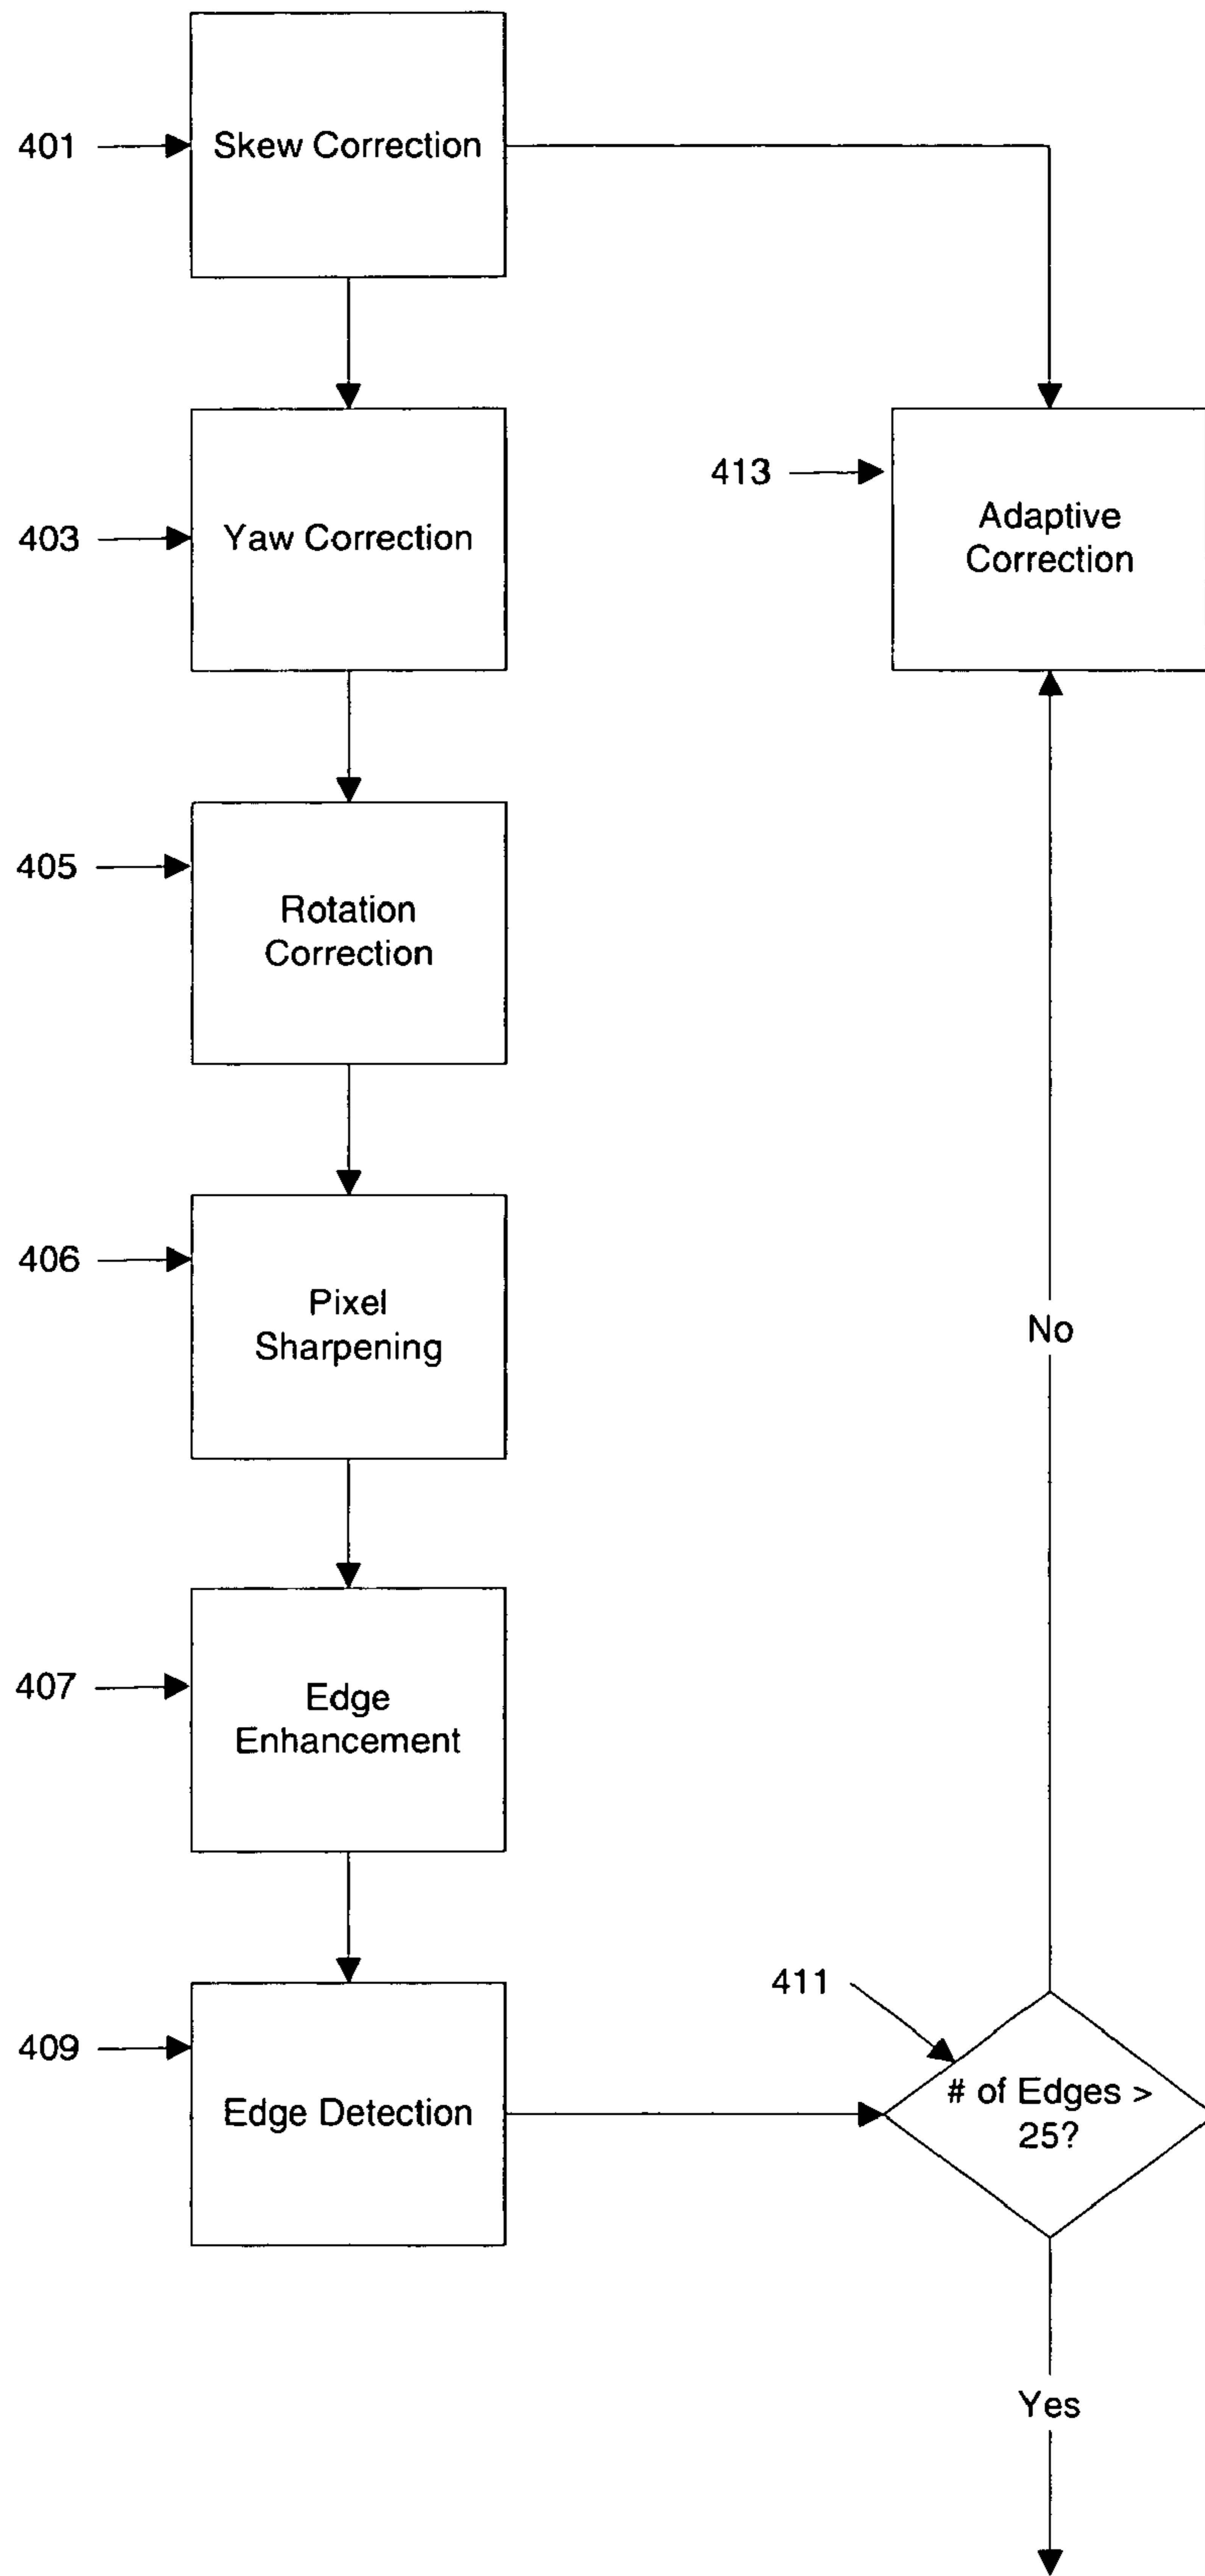 401
Skew Correction
403
Yaw Correction
413
Adaptive
Correction
405
Rotation
Correction
406
Pixel
Sharpening
No
407
Edge
Enhancement
409
Edge Detection
411
# of Edges >
25?
Yes